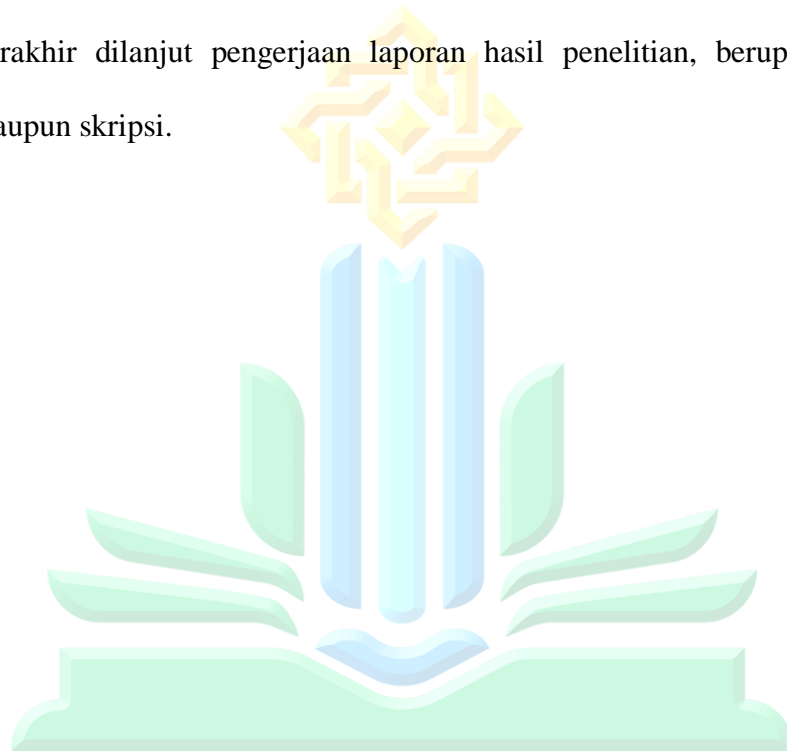 rakhir dilanjut pengerjaan laporan hasil penelitian, berup
aupun skripsi.